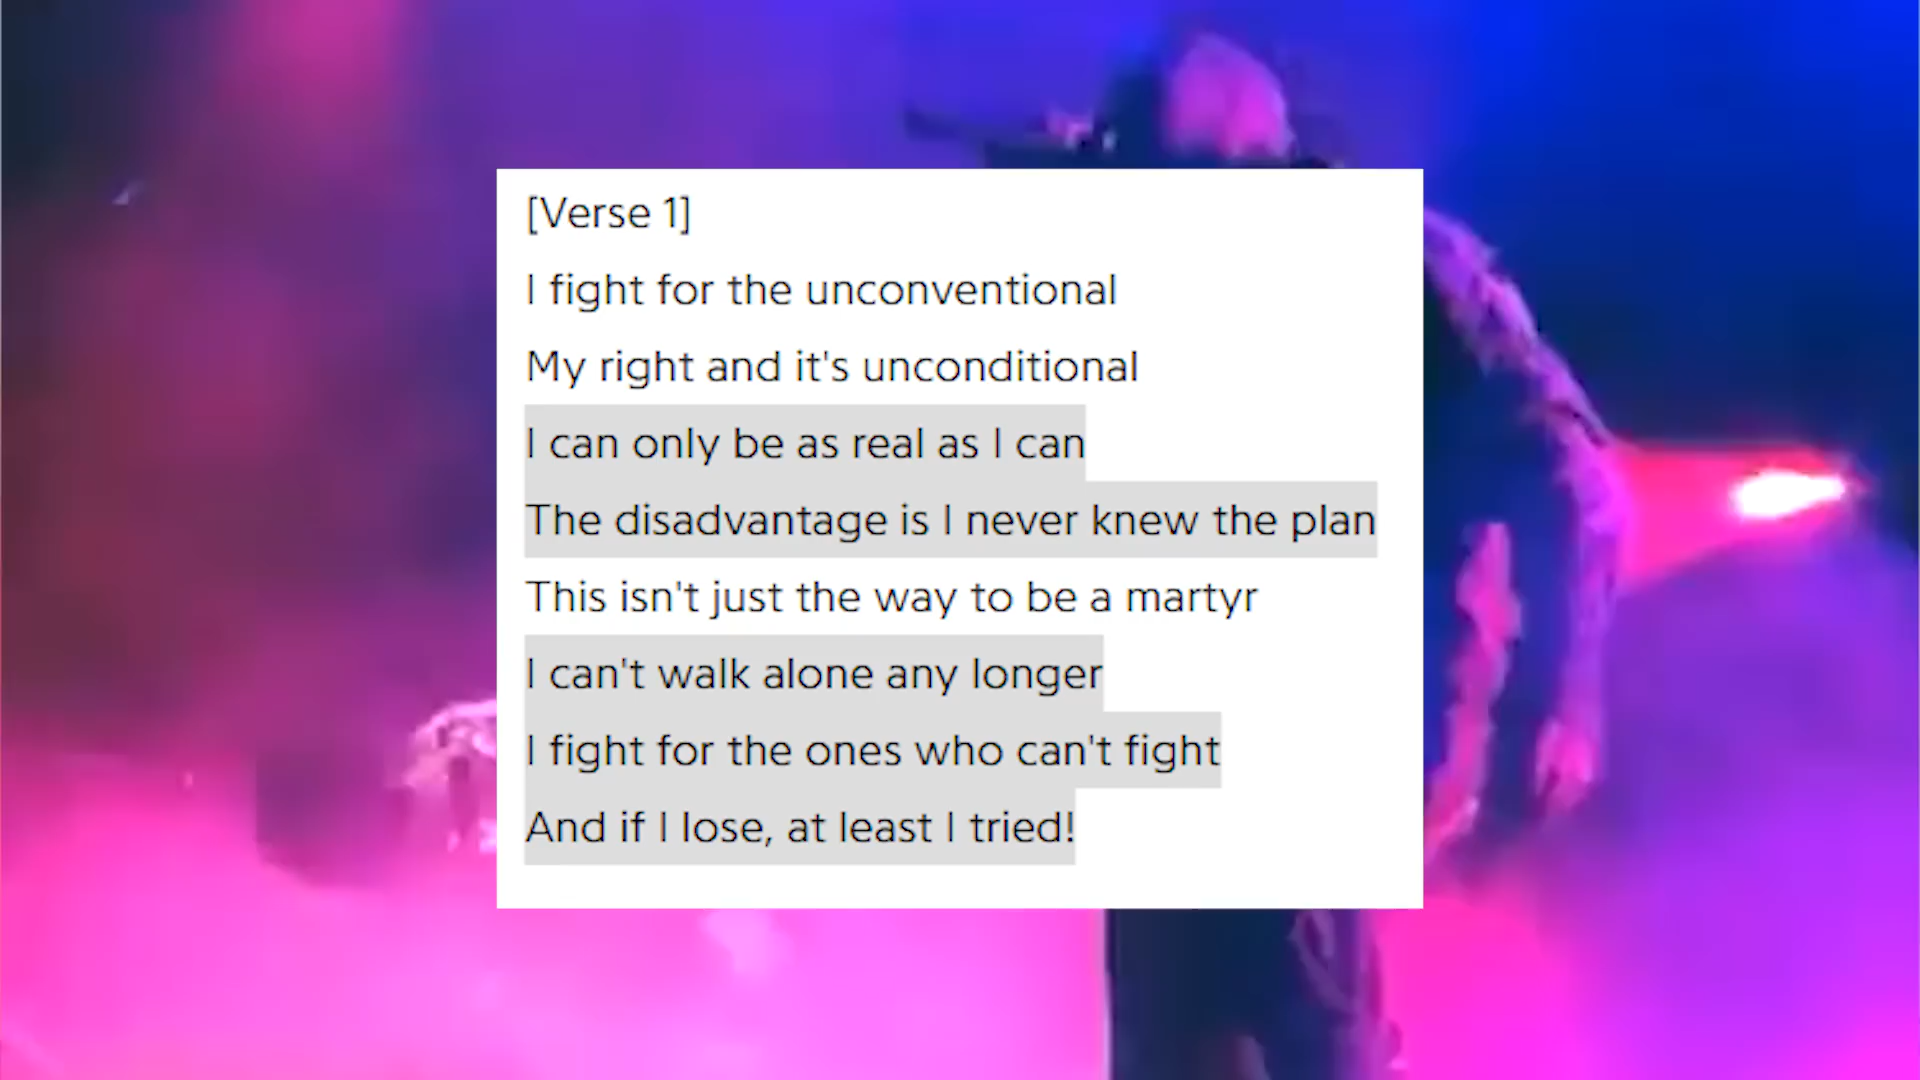 [Verse 1]
I fight for the unconventional
My right and it's unconditional
I can only be as real as I can
The disadvantage is I never knew the plan
This isn't just the way to be a martyr
I can't walk alone any longer
I fight for the ones who can't fight
And if I lose, at least I tried!